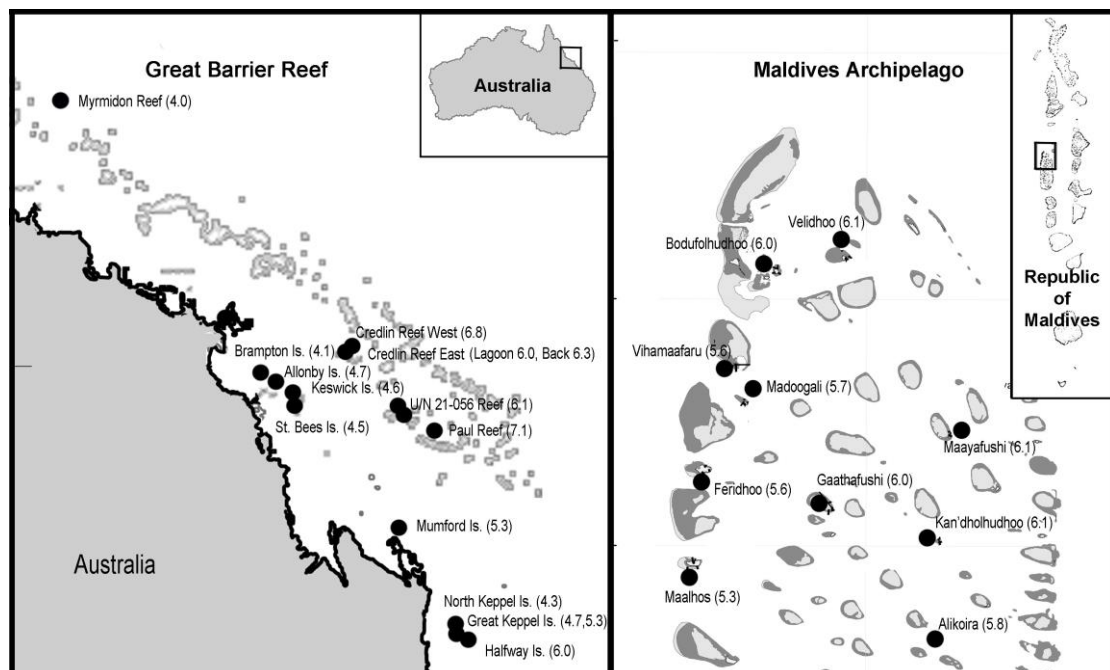 Great Barrier Reef
Australia
Myrmidon Reef (4.0)
Credlin Reef West (6.8)
Brampton Is. (4.1)
Credlin Reef East (Lagoon 6.0, Back 6.3)
Allonby Is. (4.7)
Keswick Is. (4.6)
U/N 21-056 Reef (6.1)
St. Bees Is. (4.5)
Paul Reef (7.1)
Mumford Is. (5.3)
Australia
North Keppel Is. (4.3)
Great Keppel Is. (4.7,5.3)
Halfway Is. (6.0)
Maldives Archipelago
Republic
of
Maldives
Velidhoo (6.1)
Bodufolhudhoo (6.0)
Vihamaafaru (5.6)
Madoogali (5.7)
Maayafushi (6.1)
Feridhoo (5.6)
Gaathafushi (6.0)
Kan'dholhudhoo (6.1)
Maalhos (5.3)
Alikoira (5.8)